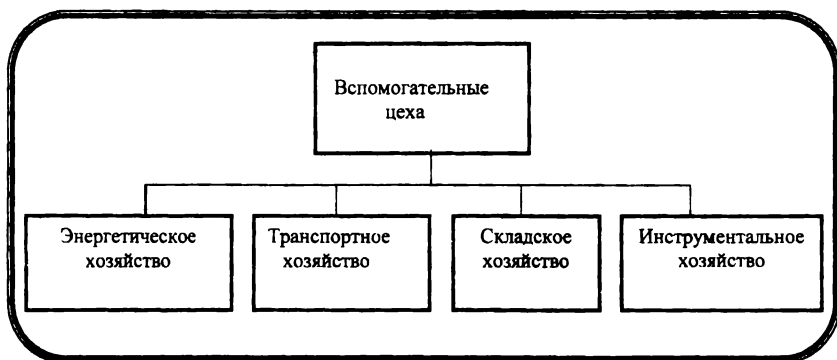 Вспомогательные
цеха
Энергетическое
хозяйство
Транспортное
хозяйство
Складское
хозяйство
Инструментальное
хозяйство